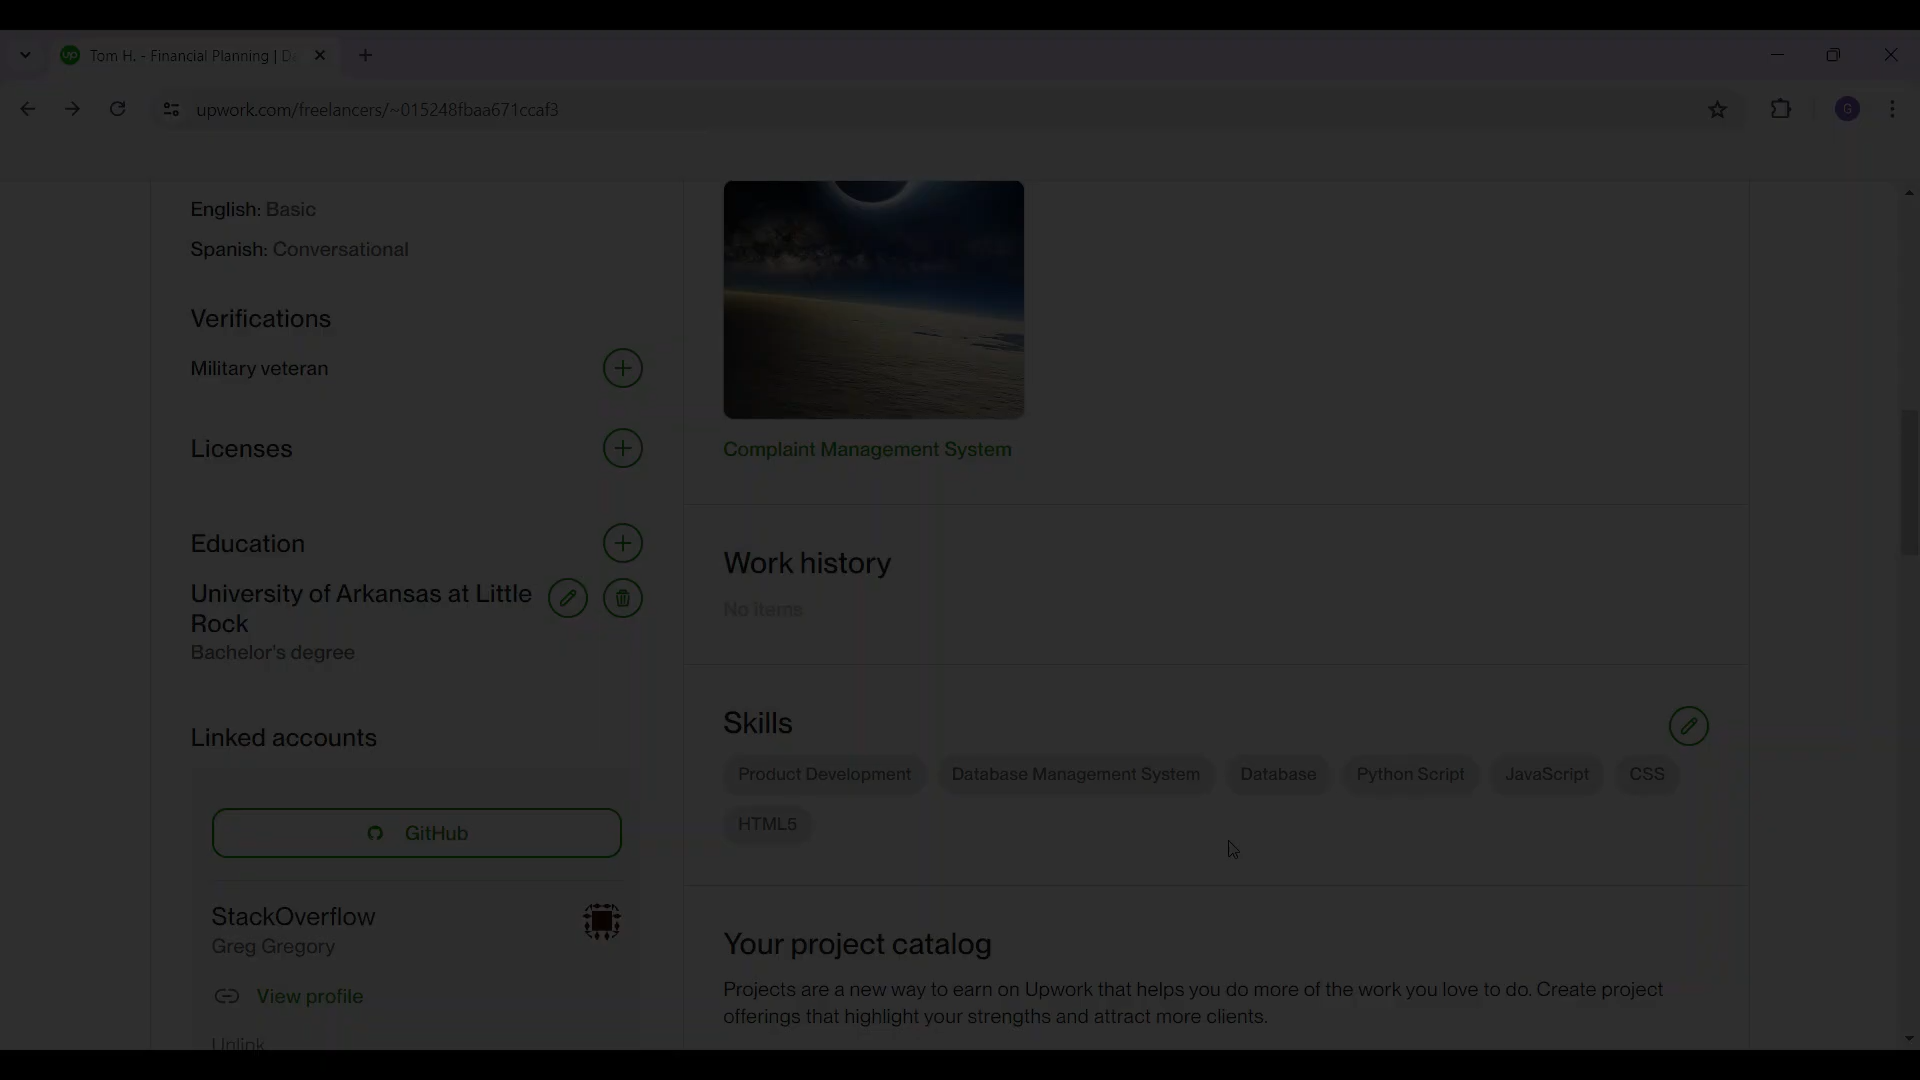 Tom H. - Financial Planning | Da
upwork.com/freelancers/~015248fbaa671ccaf3
G
English: Basic
Spanish: Conversational
Verifications
Military veteran
Licenses
Education
University of Arkansas at Little
Rock
Bachelor's degree
Linked accounts
GitHub
StackOverflow
Greg Gregory
View profile
Unlink
Complaint Management System
Work history
No items
Skills
Product Development Database Management System Database Python Script JavaScript CSS
HTML5
Your project catalog
Projects are a new way to earn on Upwork that helps you do more of the work you love to do. Create project
offerings that highlight your strengths and attract more clients.